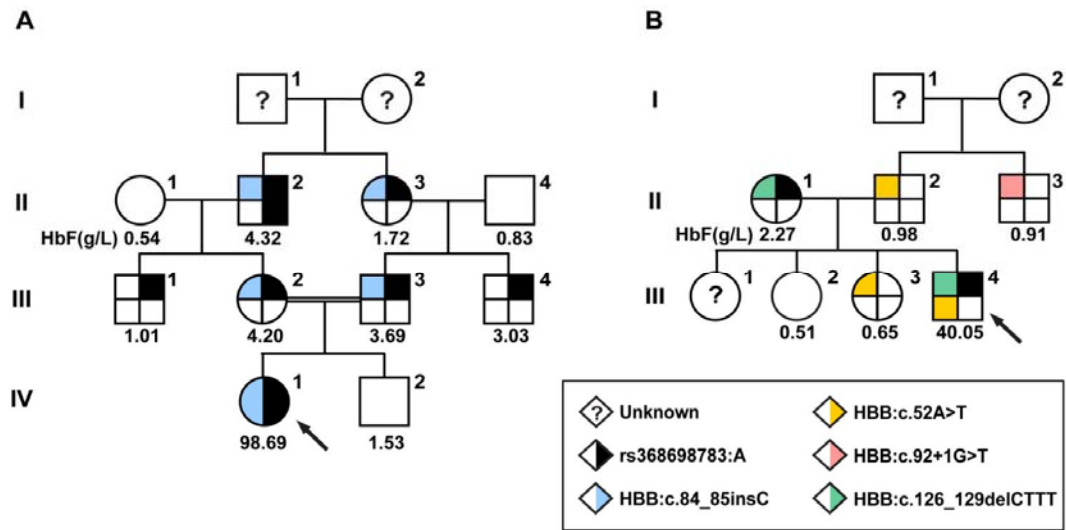 A
I
? 1
? 2
II
1
2
3
4
HbF(g/L) 0.54 4.32 1.72 0.83
III
1
2
3
4
1.01 4.20 3.69 3.03
IV
1
2
98.69 1.53
B
I
? 1
? 2
II
1
2
3
HbF(g/L) 2.27 0.98 0.91
III
? 1
2
3
4
0.51 0.65 40.05
? Unknown
rs368698783:A
HBB:c.84_85insC
HBB:c.52A>T
HBB:c.92+1G>T
HBB:c.126_129delCTTT